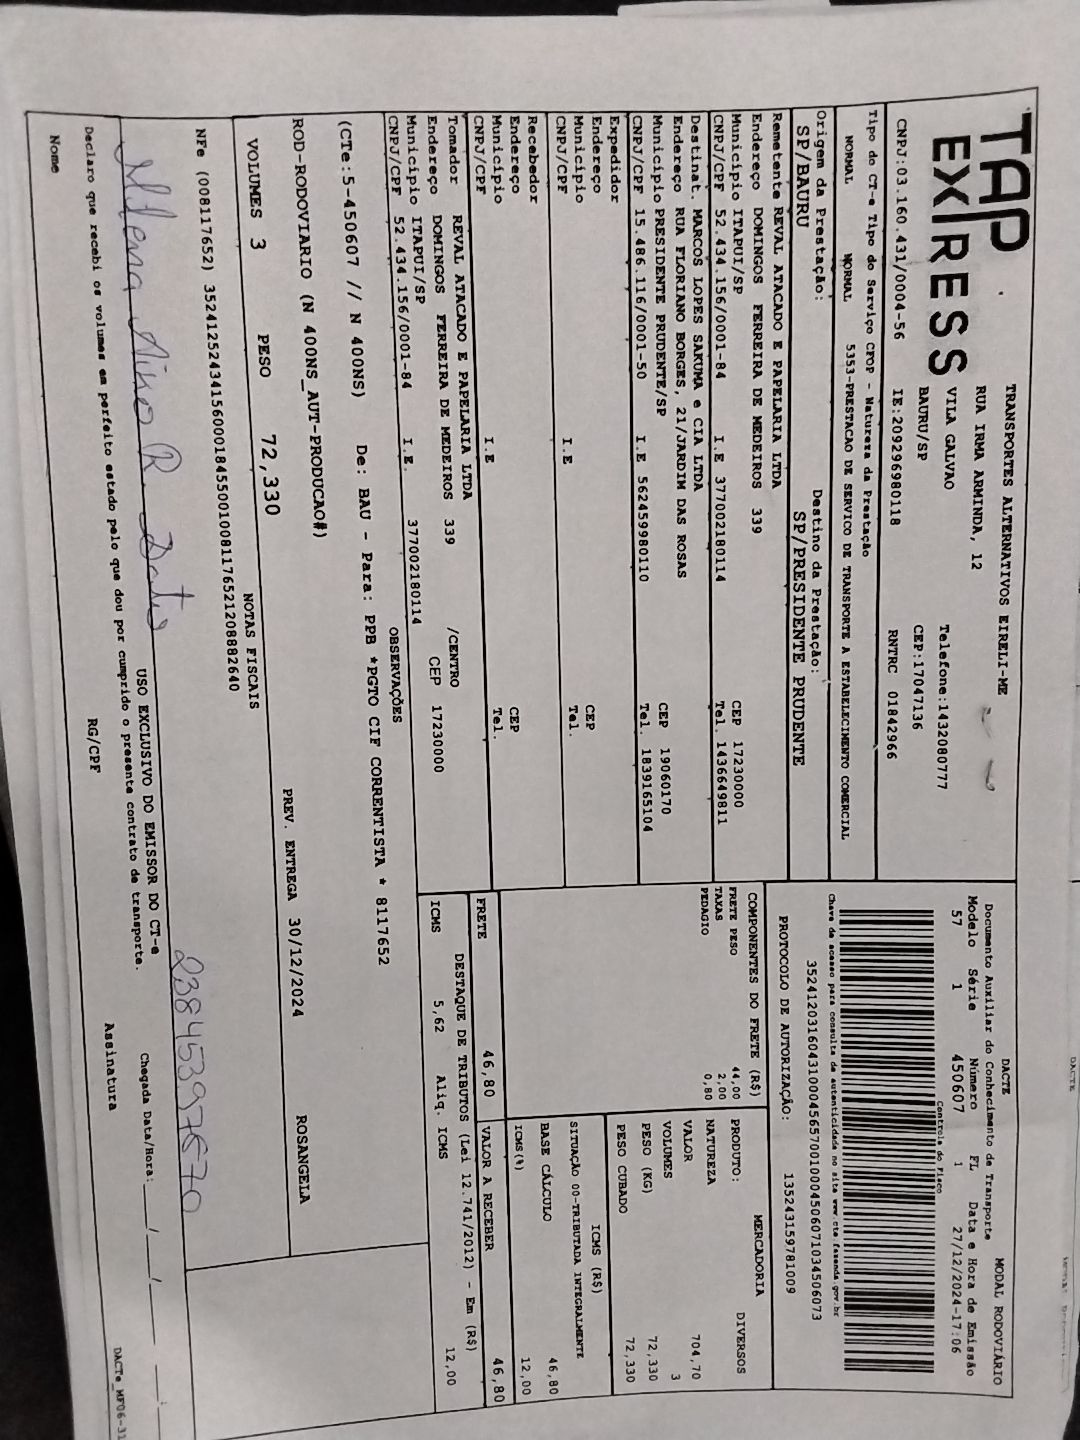 TAP
EXPRESS
TRANSPORTES ALTERNATIVOS EIRELI-ME
RUA IRMA ARMINDA, 12
VILA GALVAO Telefone:1432080777
BAURU/SP CEP:17047136
CNPJ:03.160.431/0004-56 IE:209296980118 RNTRC 01842966
DACTE MODAL RODOVIÁRIO
Documento Auxiliar do Conhecimento de Transporte
Modelo Série Número FL Data e Hora de Emissão
57 1 450607 1 27/12/2024-17:06
Controle do Fisco
Chave de acesso para consulta de autenticidade no site www.cte.fazenda.gov.br
35241203160431000456570010004506071034506073
PROTOCOLO DE AUTORIZAÇÃO: 135243159781009
Tipo do CT-e Tipo do Serviço CFOP - Natureza da Prestação
NORMAL NORMAL 5353-PRESTACAO DE SERVICO DE TRANSPORTE A ESTABELECIMENTO COMERCIAL
Origem da Prestação: Destino da Prestação:
SP/BAURU SP/PRESIDENTE PRUDENTE
Remetente REVAL ATACADO E PAPELARIA LTDA
Endereço DOMINGOS FERREIRA DE MEDEIROS 339
Município ITAPUI/SP CEP 17230000
CNPJ/CPF 52.434.156/0001-84 I.E 377002180114 Tel. 1436649811
Destinat. MARCOS LOPES SAKUMA e CIA LTDA
Endereço RUA FLORIANO BORGES, 21/JARDIM DAS ROSAS
Município PRESIDENTE PRUDENTE/SP CEP 19060170
CNPJ/CPF 15.486.116/0001-50 I.E 562459980110 Tel. 1839165104
Expedidor
Endereço
Município CEP
CNPJ/CPF I.E Tel.
Recebedor
Endereço
Município CEP
CNPJ/CPF I.E Tel.
Tomador REVAL ATACADO E PAPELARIA LTDA
Endereço DOMINGOS FERREIRA DE MEDEIROS 339 /CENTRO
Município ITAPUI/SP CEP 17230000
CNPJ/CPF 52.434.156/0001-84 I.E. 377002180114
COMPONENTES DO FRETE (R$)
FRETE PESO 44,00
TAXAS 2,00
PEDAGIO 0,80
MERCADORIA
PRODUTO: DIVERSOS
NATUREZA
VALOR 704,70
VOLUMES 3
PESO (KG) 72,330
PESO CUBADO 72,330
ICMS (R$)
SITUAÇÃO 00-TRIBUTADA INTEGRALMENTE
BASE CÁLCULO 46,80
ICMS(%) 12,00
FRETE 46,80 VALOR A RECEBER 46,80
DESTAQUE DE TRIBUTOS (Lei 12.741/2012) - Em (R$)
ICMS 5,62 Aliq. ICMS 12,00
OBSERVAÇÕES
(CTe:5-450607 // N 400NS) De: BAU - Para: PPB *PGTO CIF CORRENTISTA * 8117652
ROD-RODOVIARIO (N 400NS_AUT-PRODUCAO#)
VOLUMES 3 PESO 72,330 PREV. ENTREGA 30/12/2024 ROSANGELA
NOTAS FISCAIS
NFe (008117652) 35241252434156000184550010081176521208882640
23845397670
USO EXCLUSIVO DO EMISSOR DO CT-e
Declaro que recebi os volumes em perfeito estado pelo que dou por cumprido o presente contrato de transporte.
Chegada Data/Hora: / /
Nome RG/CPF Assinatura
DACTe_MF06-31